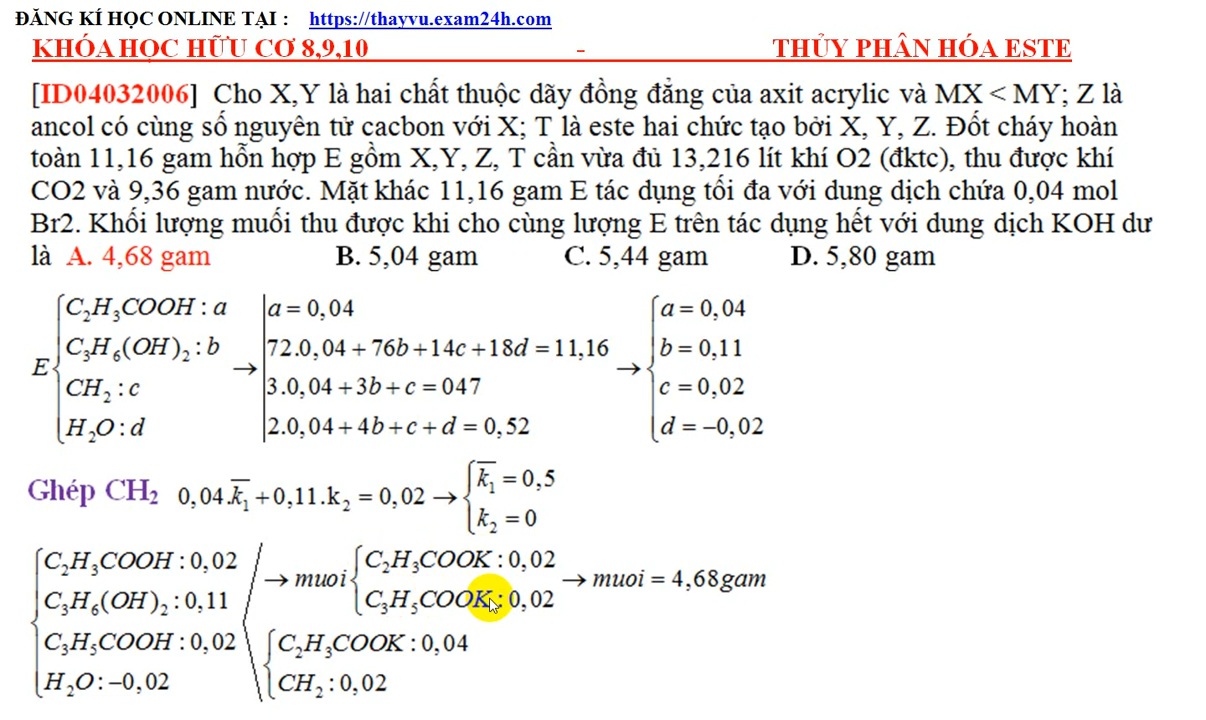 ĐĂNG KÍ HỌC ONLINE TẠI : https://thayvu.exam24h.com
KHÓA HỌC HỮU CƠ 8,9,10 - THỦY PHÂN HÓA ESTE
[ID04032006] Cho X,Y là hai chất thuộc dãy đồng đẳng của axit acrylic và MX < MY; Z là
ancol có cùng số nguyên tử cacbon với X; T là este hai chức tạo bởi X, Y, Z. Đốt cháy hoàn
toàn 11,16 gam hỗn hợp E gồm X,Y, Z, T cần vừa đủ 13,216 lít khí O2 (đktc), thu được khí
CO2 và 9,36 gam nước. Mặt khác 11,16 gam E tác dụng tối đa với dung dịch chứa 0,04 mol
Br2. Khối lượng muối thu được khi cho cùng lượng E trên tác dụng hết với dung dịch KOH dư
là A. 4,68 gam B. 5,04 gam C. 5,44 gam D. 5,80 gam
E { C₂H₃COOH : a
C₃H₆(OH)₂ : b
CH₂ : c
H₂O : d
→ | a = 0,04
72.0,04 + 76b + 14c + 18d = 11,16
3.0,04 + 3b + c = 047
2.0,04 + 4b + c + d = 0,52
→ { a = 0,04
b = 0,11
c = 0,02
d = −0,02
Ghép CH₂ 0,04.k̄₁ + 0,11.k₂ = 0,02 → { k̄₁ = 0,5
k₂ = 0
{ C₂H₃COOH : 0,02
C₃H₆(OH)₂ : 0,11
C₃H₅COOH : 0,02
H₂O : −0,02
→ muoi { C₂H₃COOK : 0,02
C₃H₅COOK : 0,02
→ muoi = 4,68gam
{ C₂H₃COOK : 0,04
CH₂ : 0,02